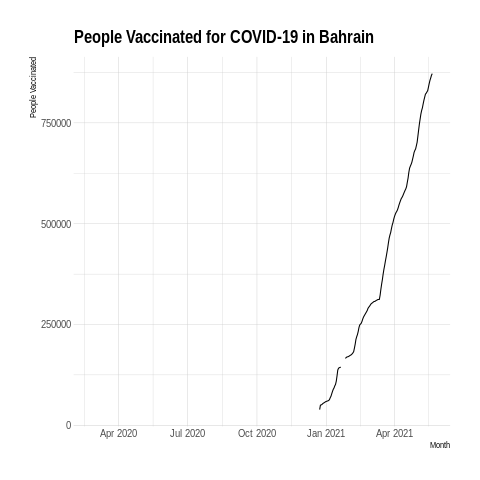 People Vaccinated for COVID-19 in Bahrain
People Vaccinated
750000
500000
250000
0
Apr 2020 Jul 2020 Oct 2020 Jan 2021 Apr 2021
Month